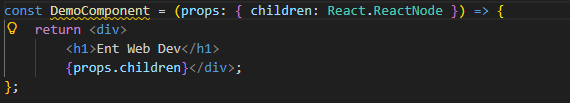 const DemoComponent = (props: { children: React.ReactNode }) => {
return <div>
<h1>Ent Web Dev</h1>
{props.children}</div>;
};